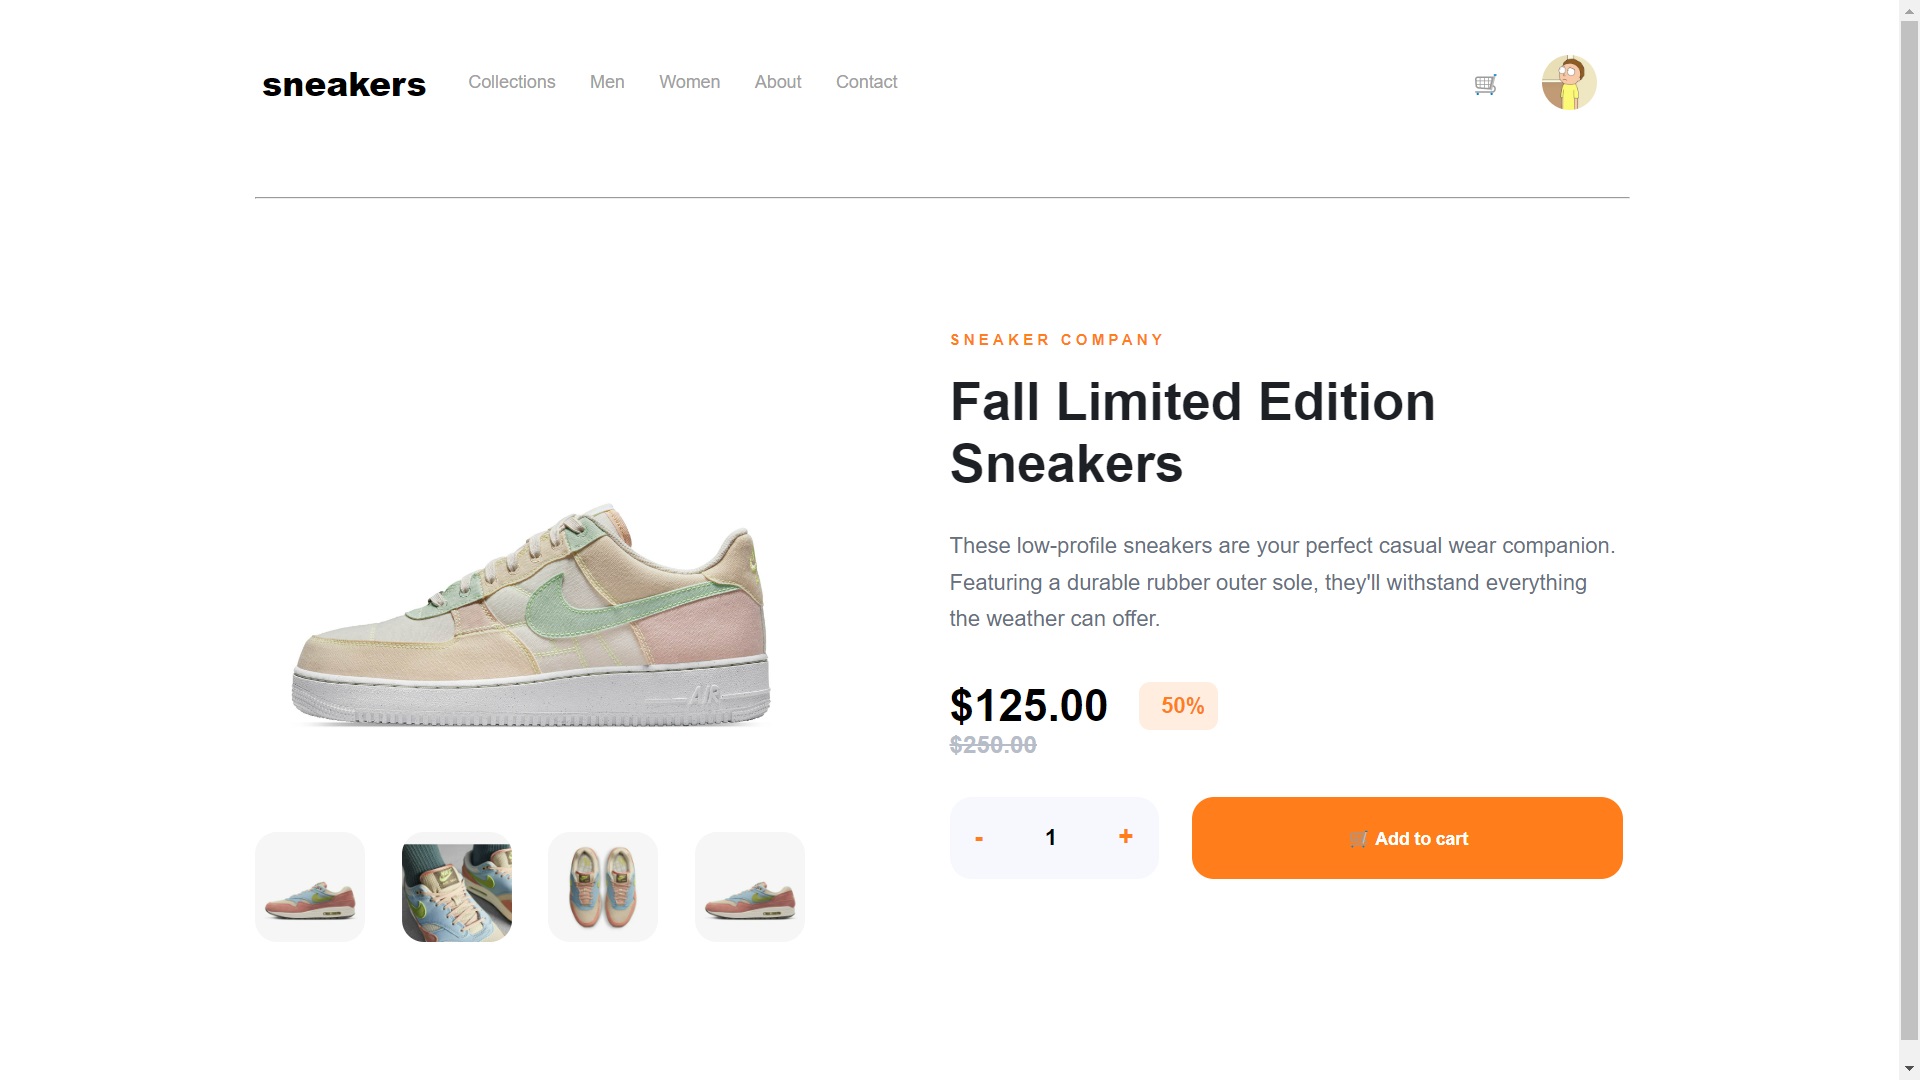 sneakers
Collections Men Women About Contact
SNEAKER COMPANY
Fall Limited Edition
Sneakers
These low-profile sneakers are your perfect casual wear companion.
Featuring a durable rubber outer sole, they'll withstand everything
the weather can offer.
AIR
$125.00 50%
$250.00
- 1 +
Add to cart